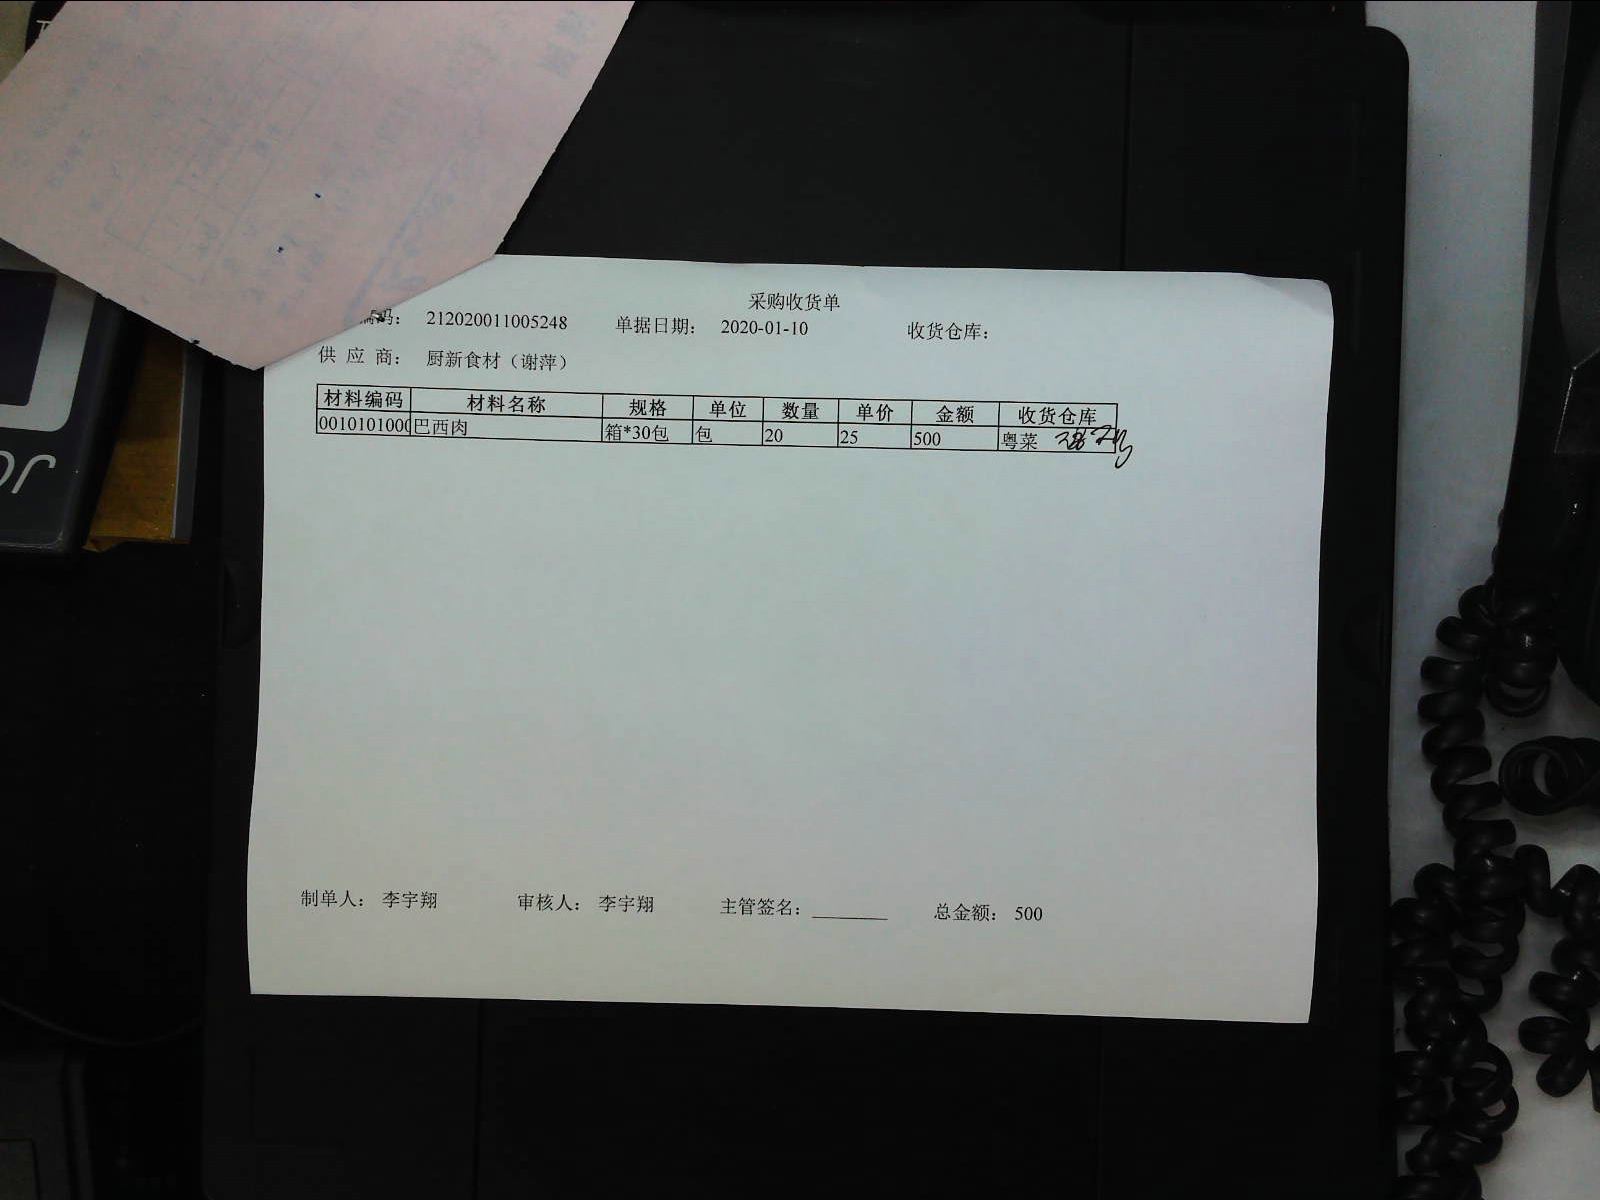 采购收货单
编码： 212020011005248 单据日期： 2020-01-10 收货仓库：
供 应 商： 厨新食材（谢萍）
材料编码 材料名称 规格 单位 数量 单价 金额 收货仓库
0010101000 巴西肉 箱*30包 包 20 25 500 粤菜
制单人： 李宇翔 审核人： 李宇翔 主管签名：________ 总金额： 500